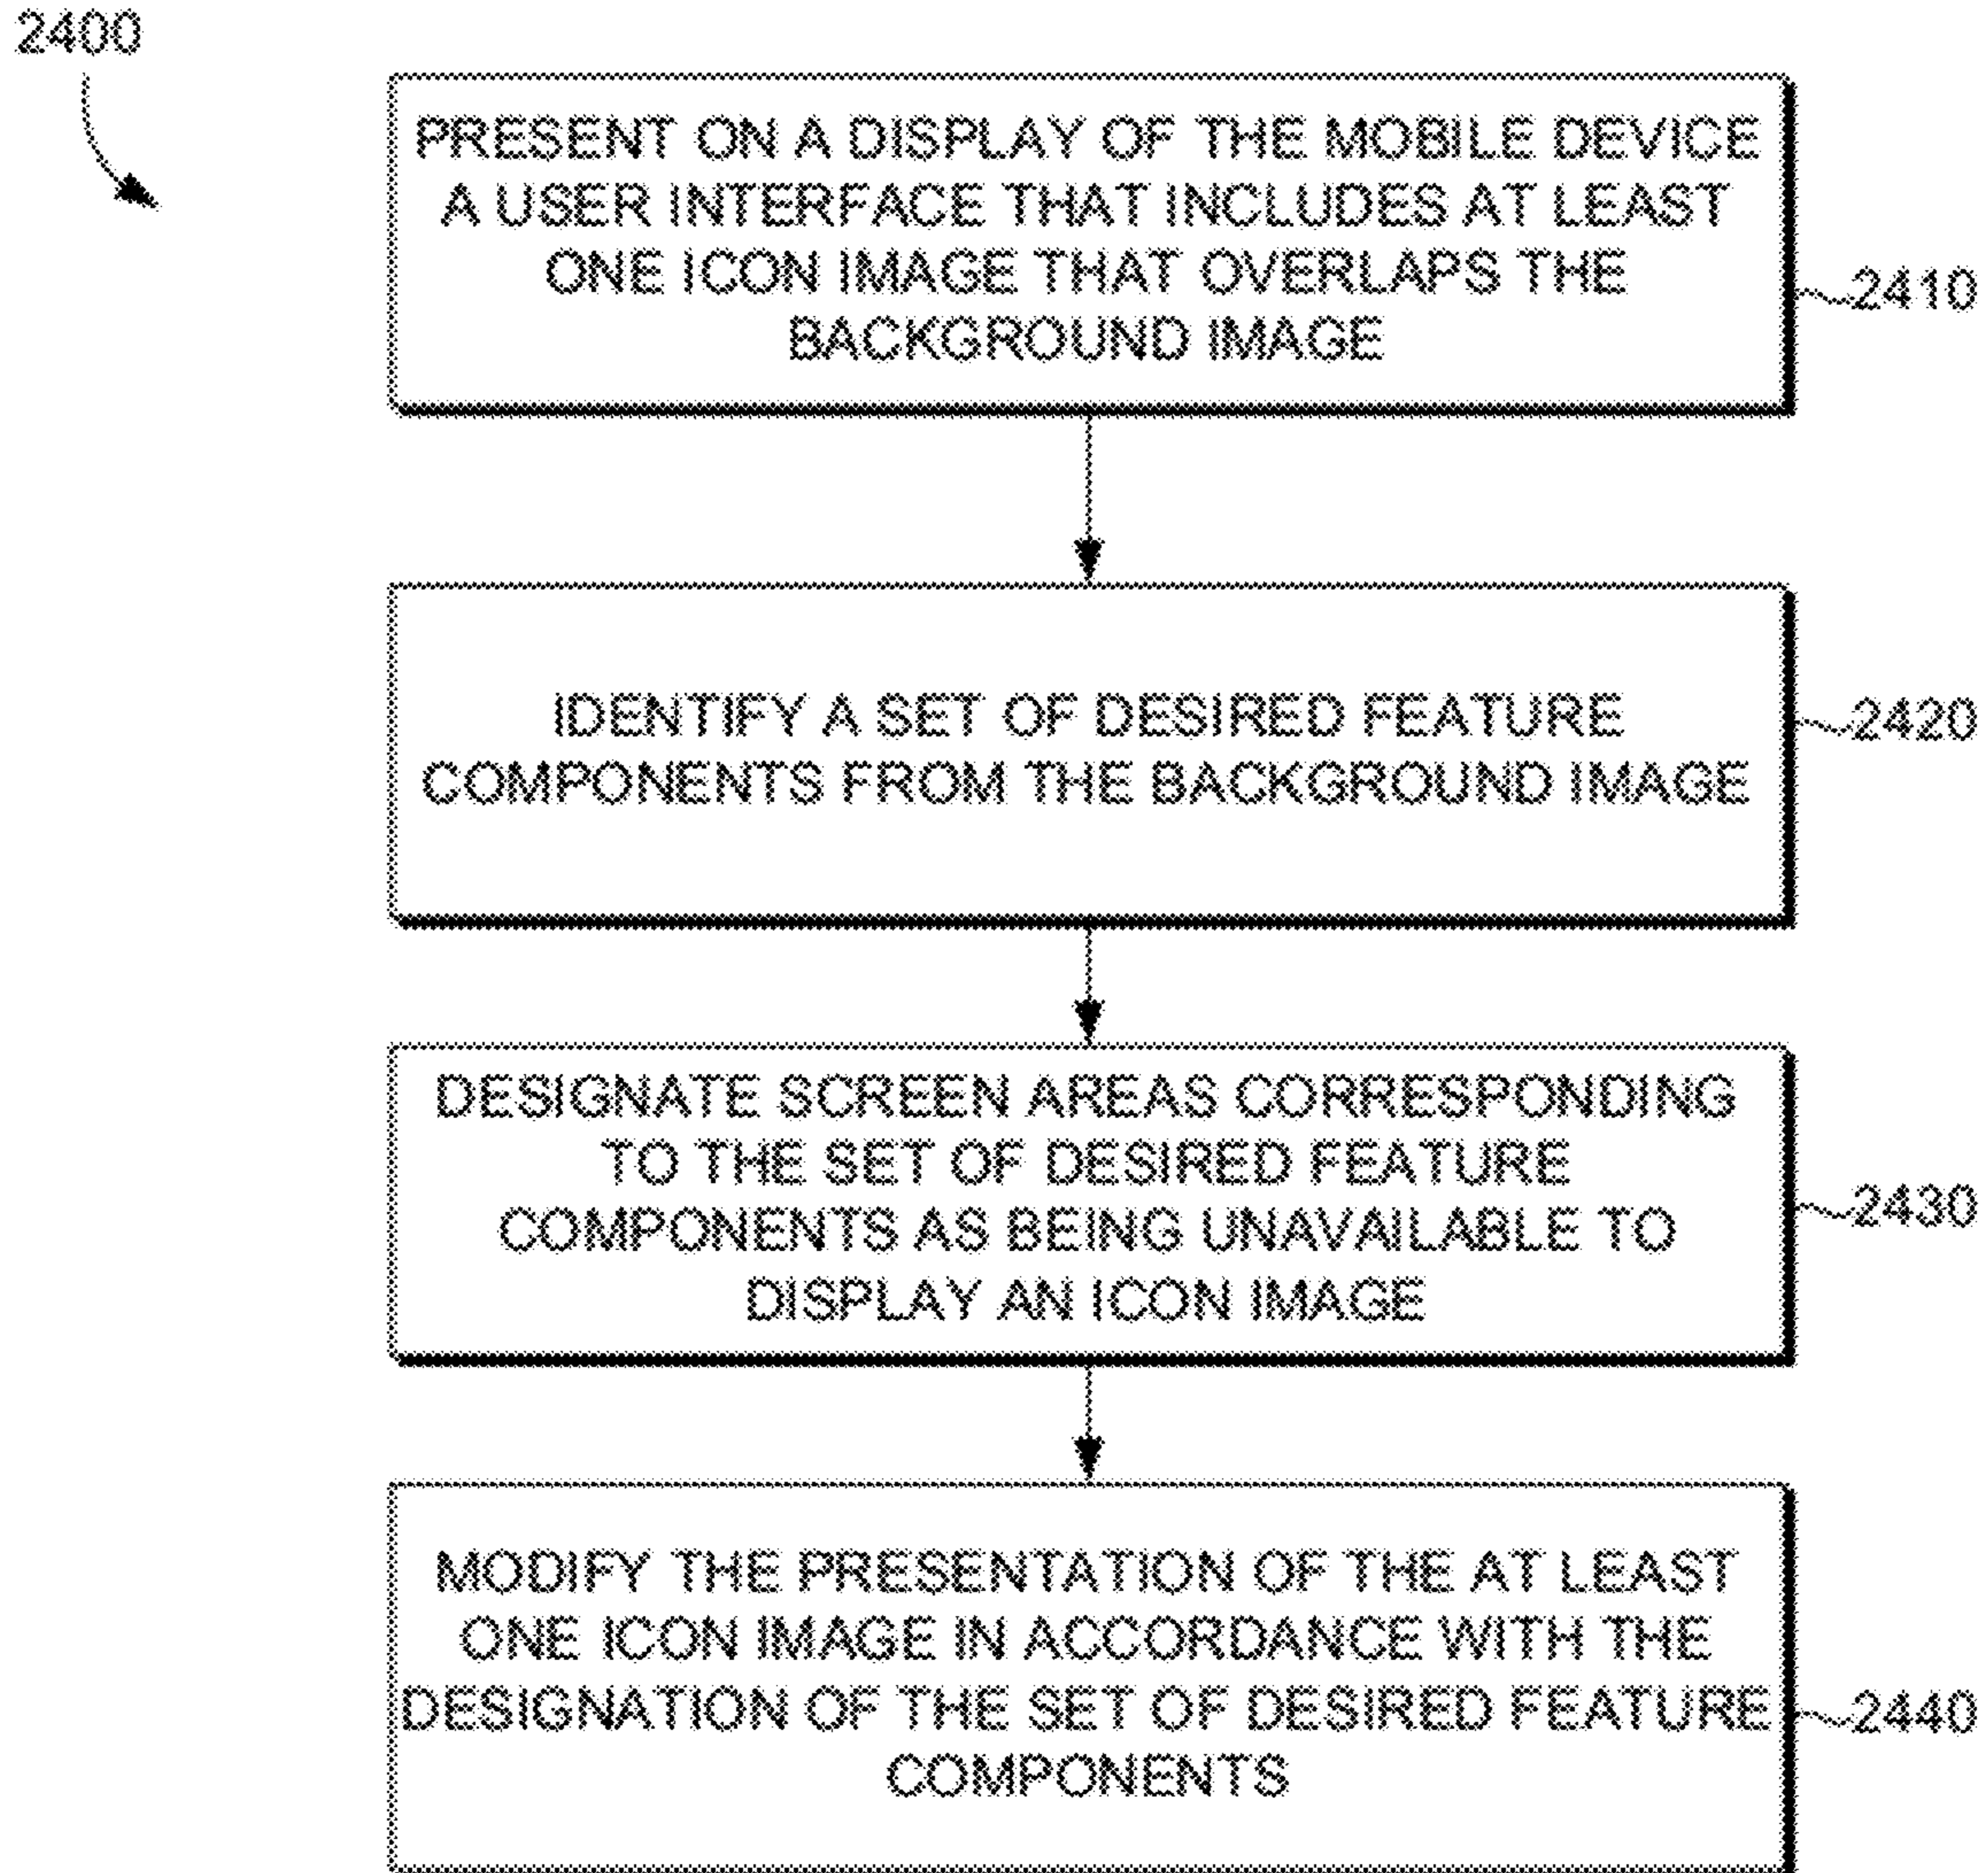 2400
PRESENT ON A DISPLAY OF THE MOBILE DEVICE
A USER INTERFACE THAT INCLUDES AT LEAST
ONE ICON IMAGE THAT OVERLAPS THE
BACKGROUND IMAGE
2410
IDENTIFY A SET OF DESIRED FEATURE
COMPONENTS FROM THE BACKGROUND IMAGE
2420
DESIGNATE SCREEN AREAS CORRESPONDING
TO THE SET OF DESIRED FEATURE
COMPONENTS AS BEING UNAVAILABLE TO
DISPLAY AN ICON IMAGE
2430
MODIFY THE PRESENTATION OF THE AT LEAST
ONE ICON IMAGE IN ACCORDANCE WITH THE
DESIGNATION OF THE SET OF DESIRED FEATURE
COMPONENTS
2440